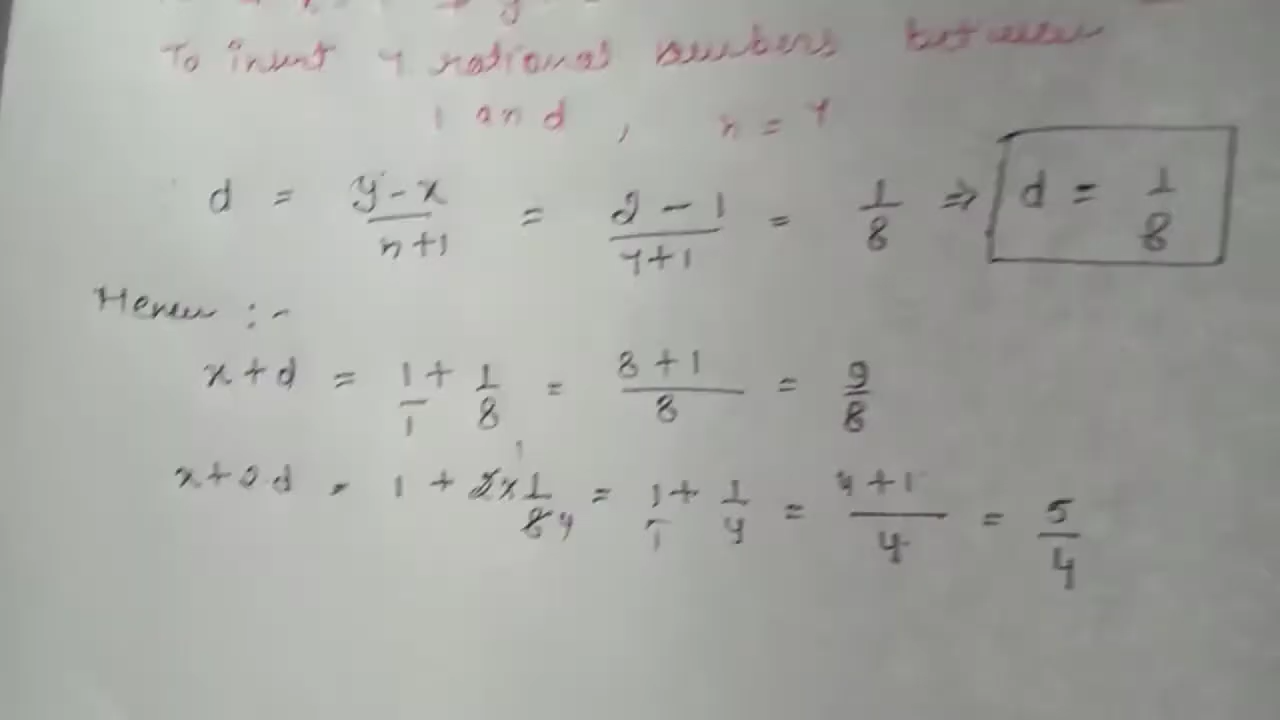 To insert 7 rational numbers between
1 and 2, n = 7
d = y-x/n+1 = 2-1/7+1 = 1/8 ⇒ d = 1/8
Hence :-
x+d = 1/1 + 1/8 = 8+1/8 = 9/8
x+2d = 1 + 2×1/8 4 = 1/1 + 1/4 = 4+1/4 = 5/4